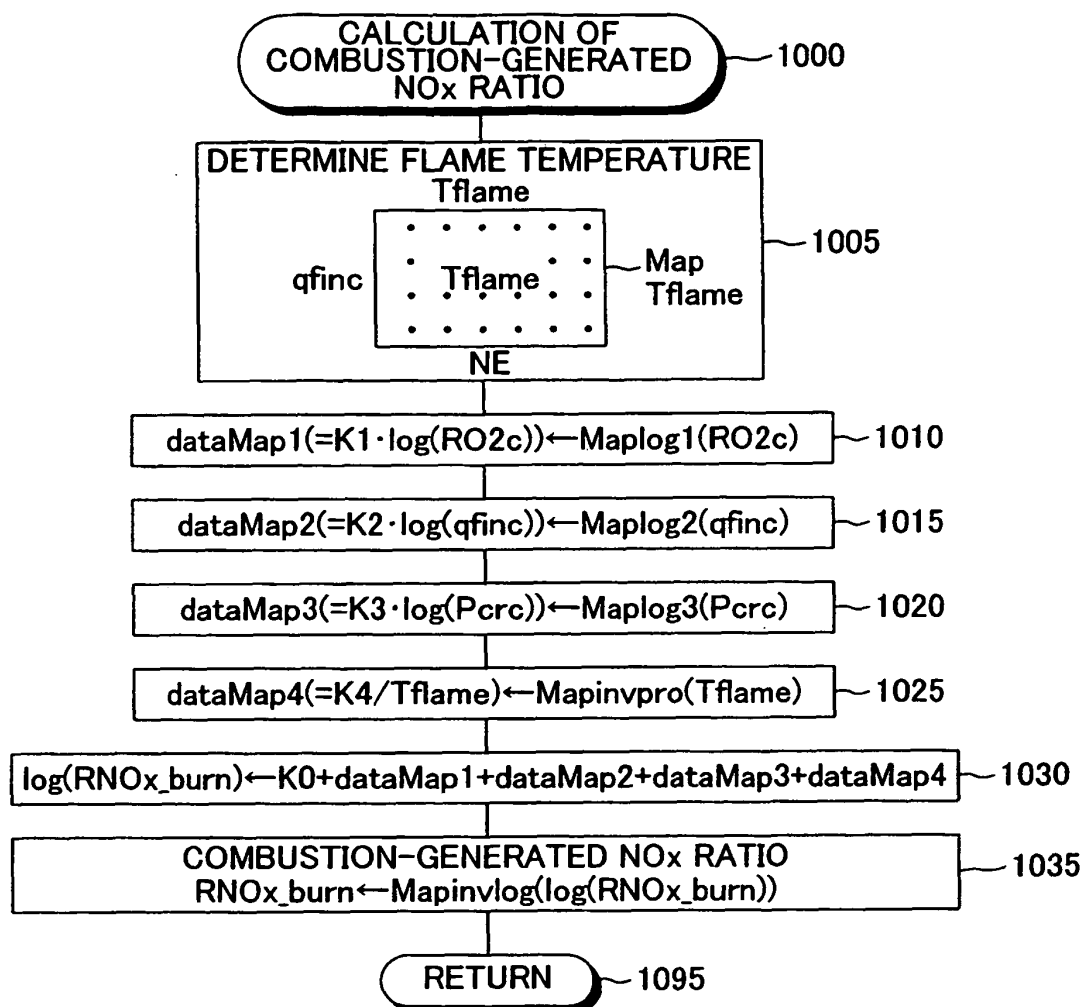 CALCULATION OF
COMBUSTION-GENERATED
NOx RATIO
1000
DETERMINE FLAME TEMPERATURE
Tflame
qfinc
Tflame
Map
Tflame
NE
1005
dataMap1(=K1·log(RO2c))←Maplog1(RO2c)
1010
dataMap2(=K2·log(qfinc))←Maplog2(qfinc)
1015
dataMap3(=K3·log(Pcrc))←Maplog3(Pcrc)
1020
dataMap4(=K4/Tflame)←Mapinvpro(Tflame)
1025
log(RNOx_burn)←K0+dataMap1+dataMap2+dataMap3+dataMap4
1030
COMBUSTION-GENERATED NOx RATIO
RNOx_burn←Mapinvlog(log(RNOx_burn))
1035
RETURN
1095